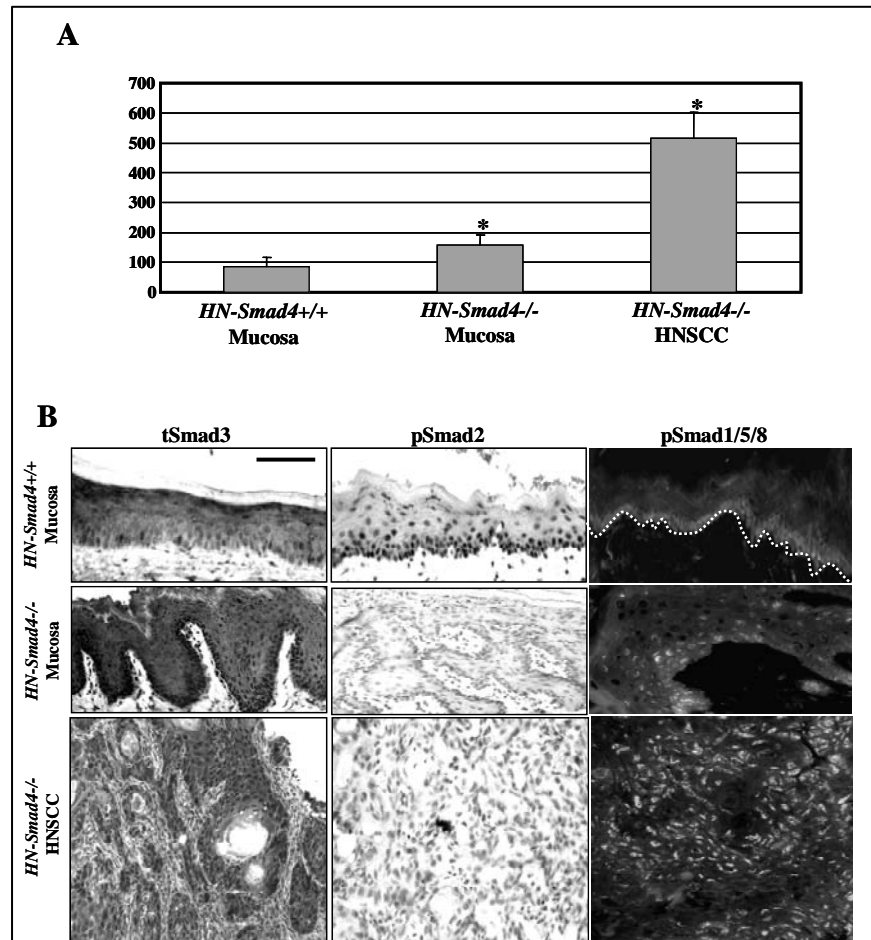 A
700
600
500
400
300
200
100
0
*
*
HN-Smad4+/+
Mucosa
HN-Smad4-/-
Mucosa
HN-Smad4-/-
HNSCC
B
tSmad3
pSmad2
pSmad1/5/8
HN-Smad4+/+
Mucosa
HN-Smad4-/-
Mucosa
HN-Smad4-/-
HNSCC